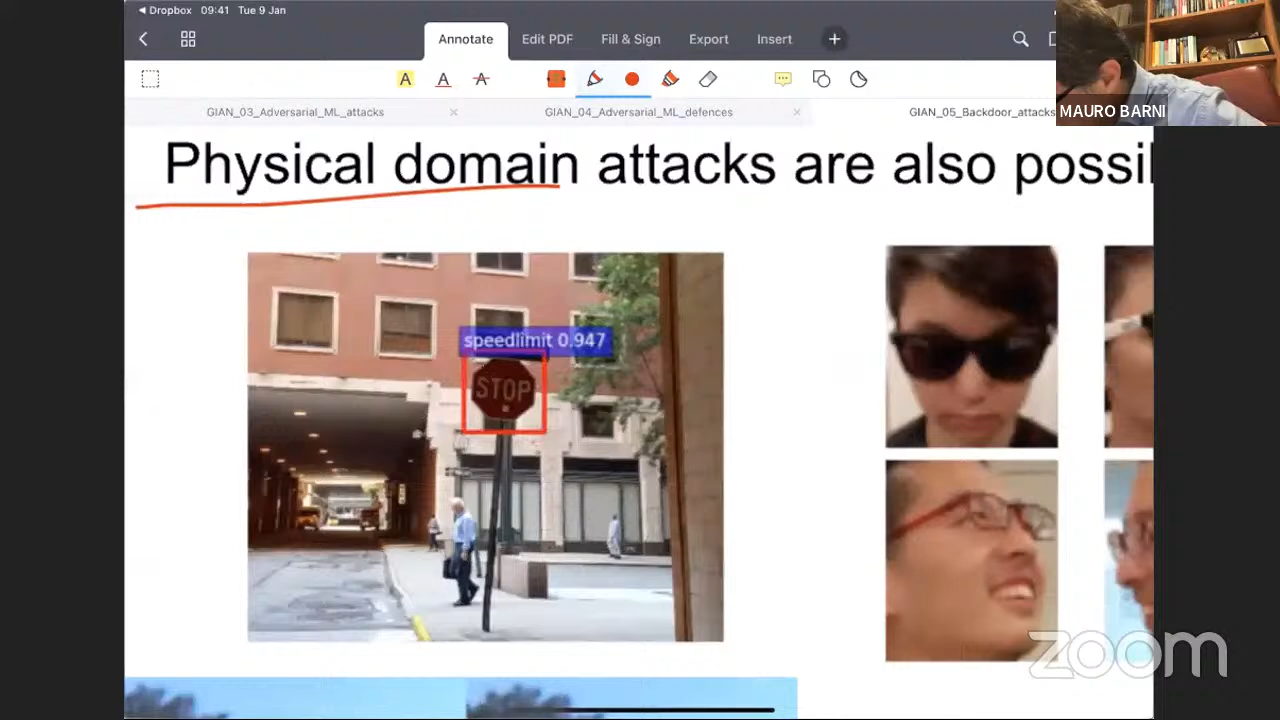 Dropbox 09:41 Tue 9 Jan
Annotate Edit PDF Fill & Sign Export Insert
A A A
GIAN_03_Adversarial_ML_attacks GIAN_04_Adversarial_ML_defences GIAN_05_Backdoor_attacks
MAURO BARNI
Physical domain attacks are also possil
speedlimit 0.947
STOP
zoom